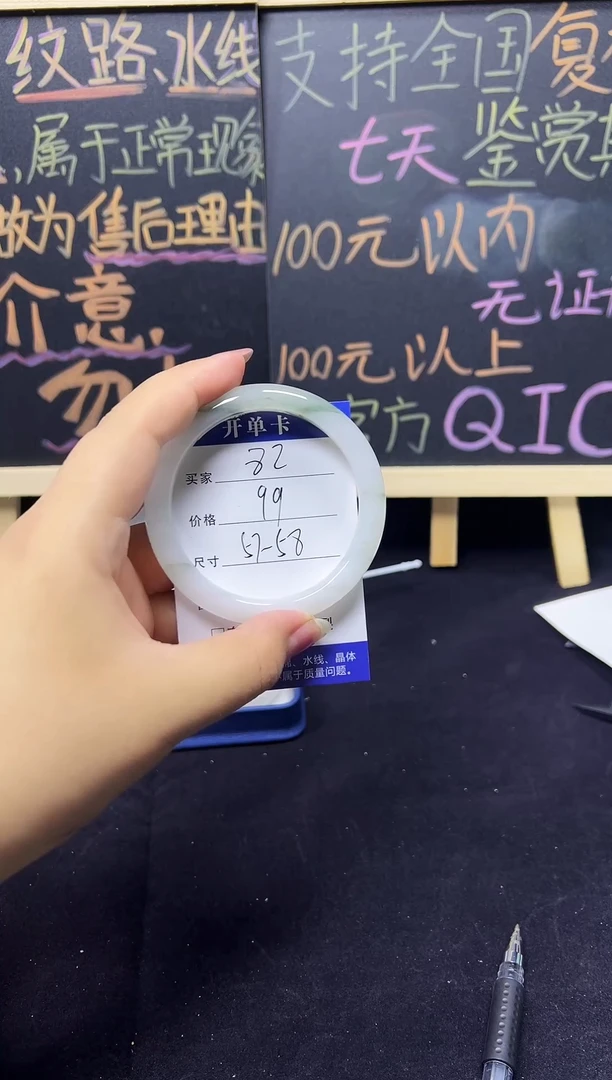 纹路、水线
属于正常现象
故为售后理由
介意
勿
支持全国复
七天鉴赏期
100元以内
无证
100元以上
官方QIC
开单卡
买家 82
价格 99
尺寸 57-58
、水线、晶体
属于质量问题。